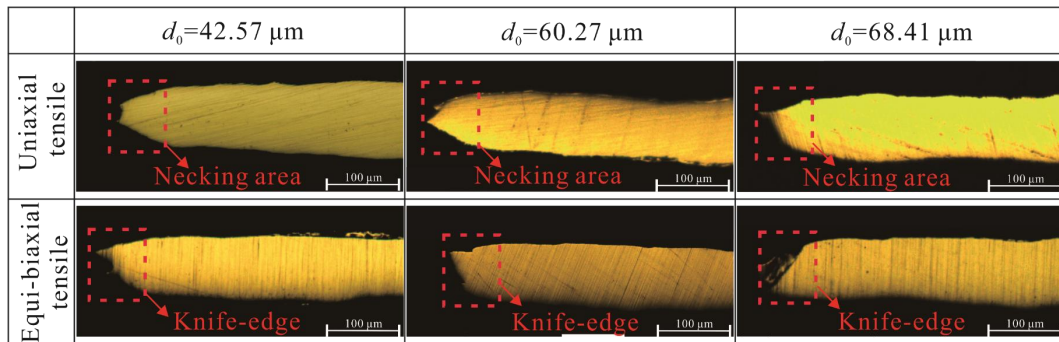 d₀=42.57 μm
d₀=60.27 μm
d₀=68.41 μm
Uniaxial
tensile
Necking area
100 μm
Necking area
100 μm
Necking area
100 μm
Equi-biaxial
tensile
Knife-edge
100 μm
Knife-edge
100 μm
Knife-edge
100 μm